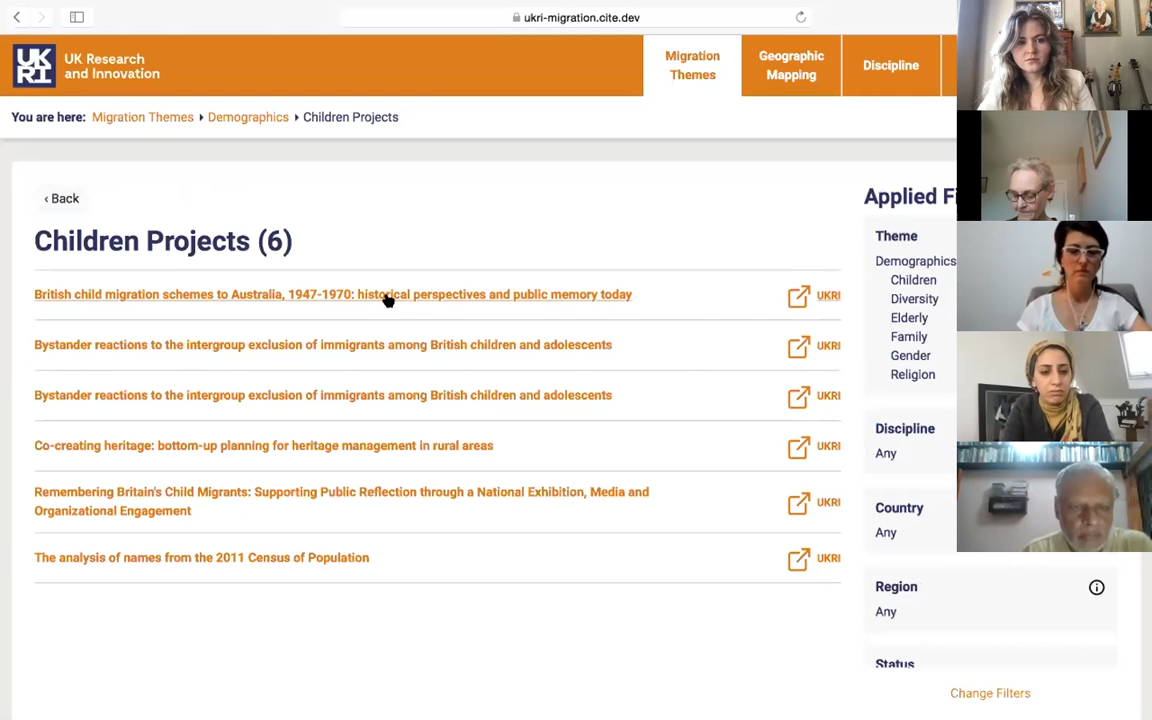 ukri-migration.cite.dev
UK
RI
UK Research
and Innovation
Migration
Themes
Geographic
Mapping
Discipline
You are here: Migration Themes Demographics Children Projects
‹ Back
Applied Fi
Children Projects (6)
Theme
Demographics
Children
Diversity
Elderly
Family
Gender
Religion
British child migration schemes to Australia, 1947-1970: historical perspectives and public memory today
UKRI
Bystander reactions to the intergroup exclusion of immigrants among British children and adolescents
UKRI
Bystander reactions to the intergroup exclusion of immigrants among British children and adolescents
UKRI
Co-creating heritage: bottom-up planning for heritage management in rural areas
UKRI
Remembering Britain's Child Migrants: Supporting Public Reflection through a National Exhibition, Media and
Organizational Engagement
UKRI
The analysis of names from the 2011 Census of Population
UKRI
Discipline
Any
Country
Any
Region
Any
Status
Change Filters